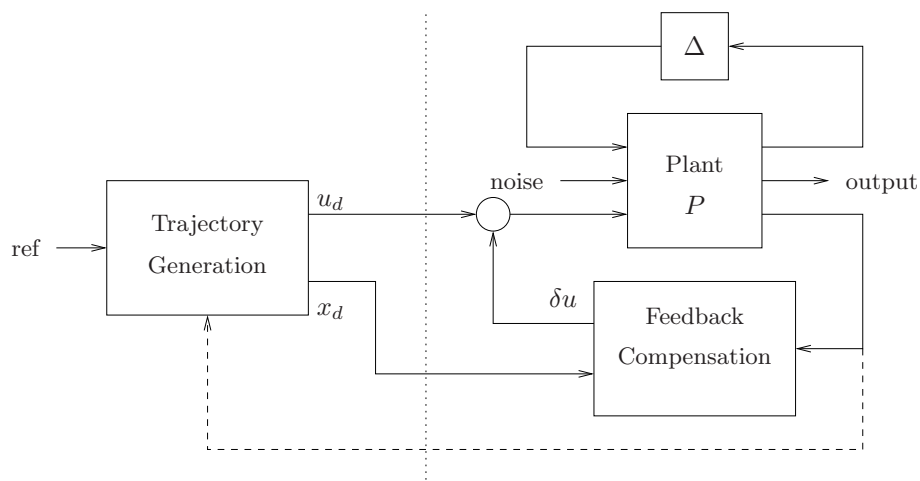 Δ
noise
Plant
P
output
ref
Trajectory
Generation
u_d
x_d
δu
Feedback
Compensation